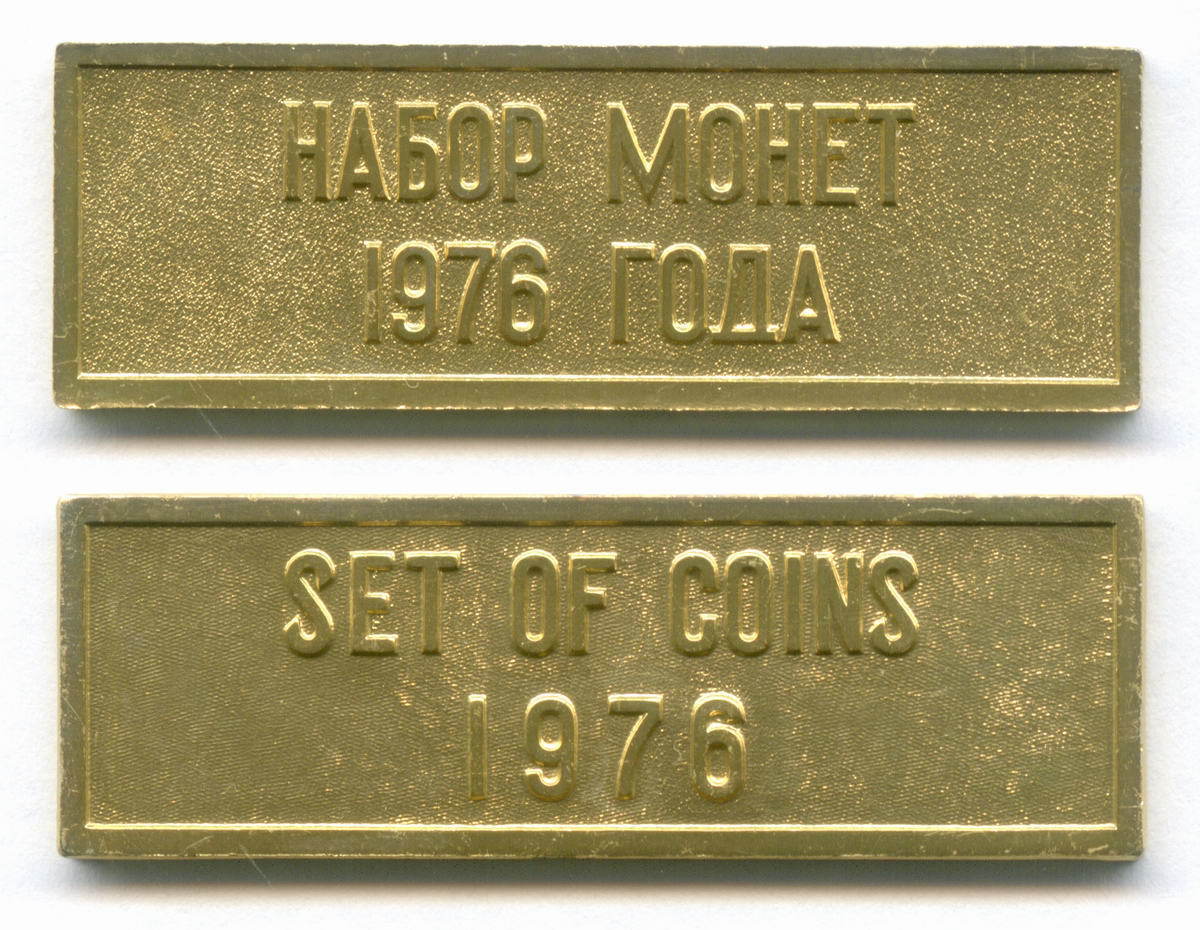 НАБОР МОНЕТ
1976 ГОДА
SET OF COINS
1976